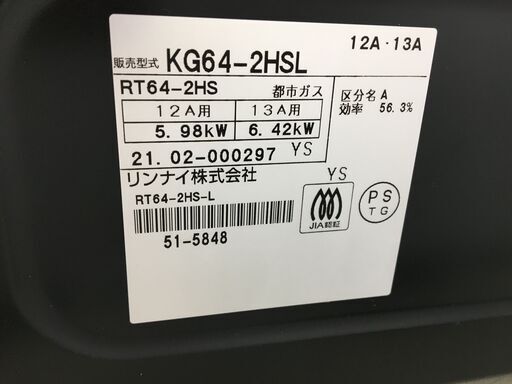 12A・13A
販売型式 KG64-2HSL
RT64-2HS 都市ガス
12A用 13A用
5.98kW 6.42kW
区分名 A
効率 56.3%
21.02-000297 YS
リンナイ株式会社
YS
RT64-2HS-L
51-5848
JIA認証
PS
TG